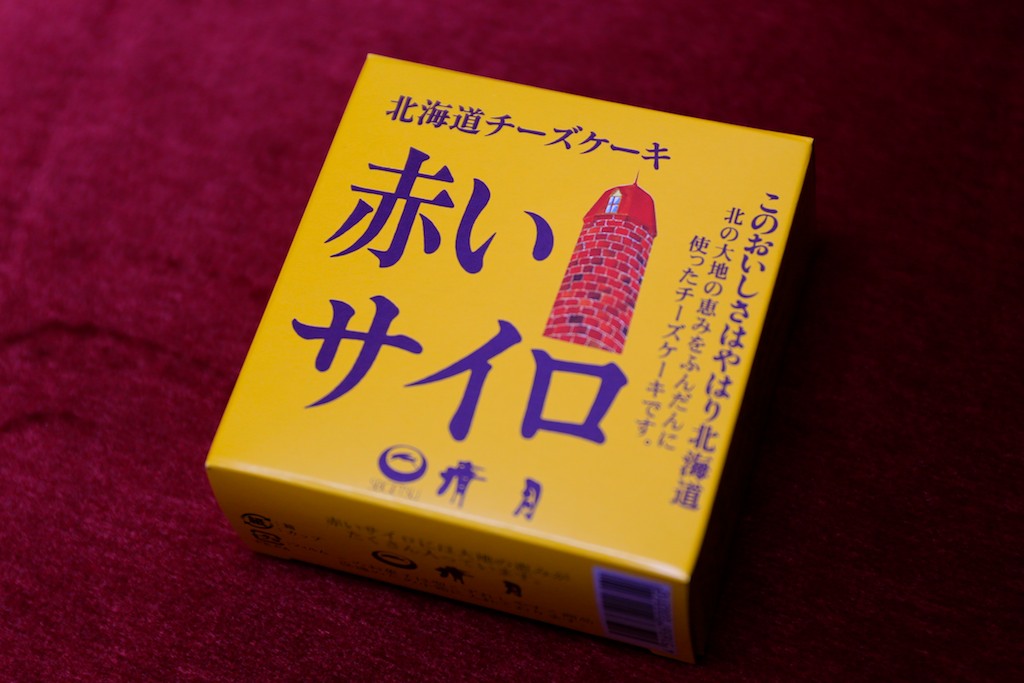 北海道チーズケーキ
赤い
サイロ
このおいしさはやはり北海道
北の大地の恵みをふんだんに
使ったチーズケーキです。
清月
清月